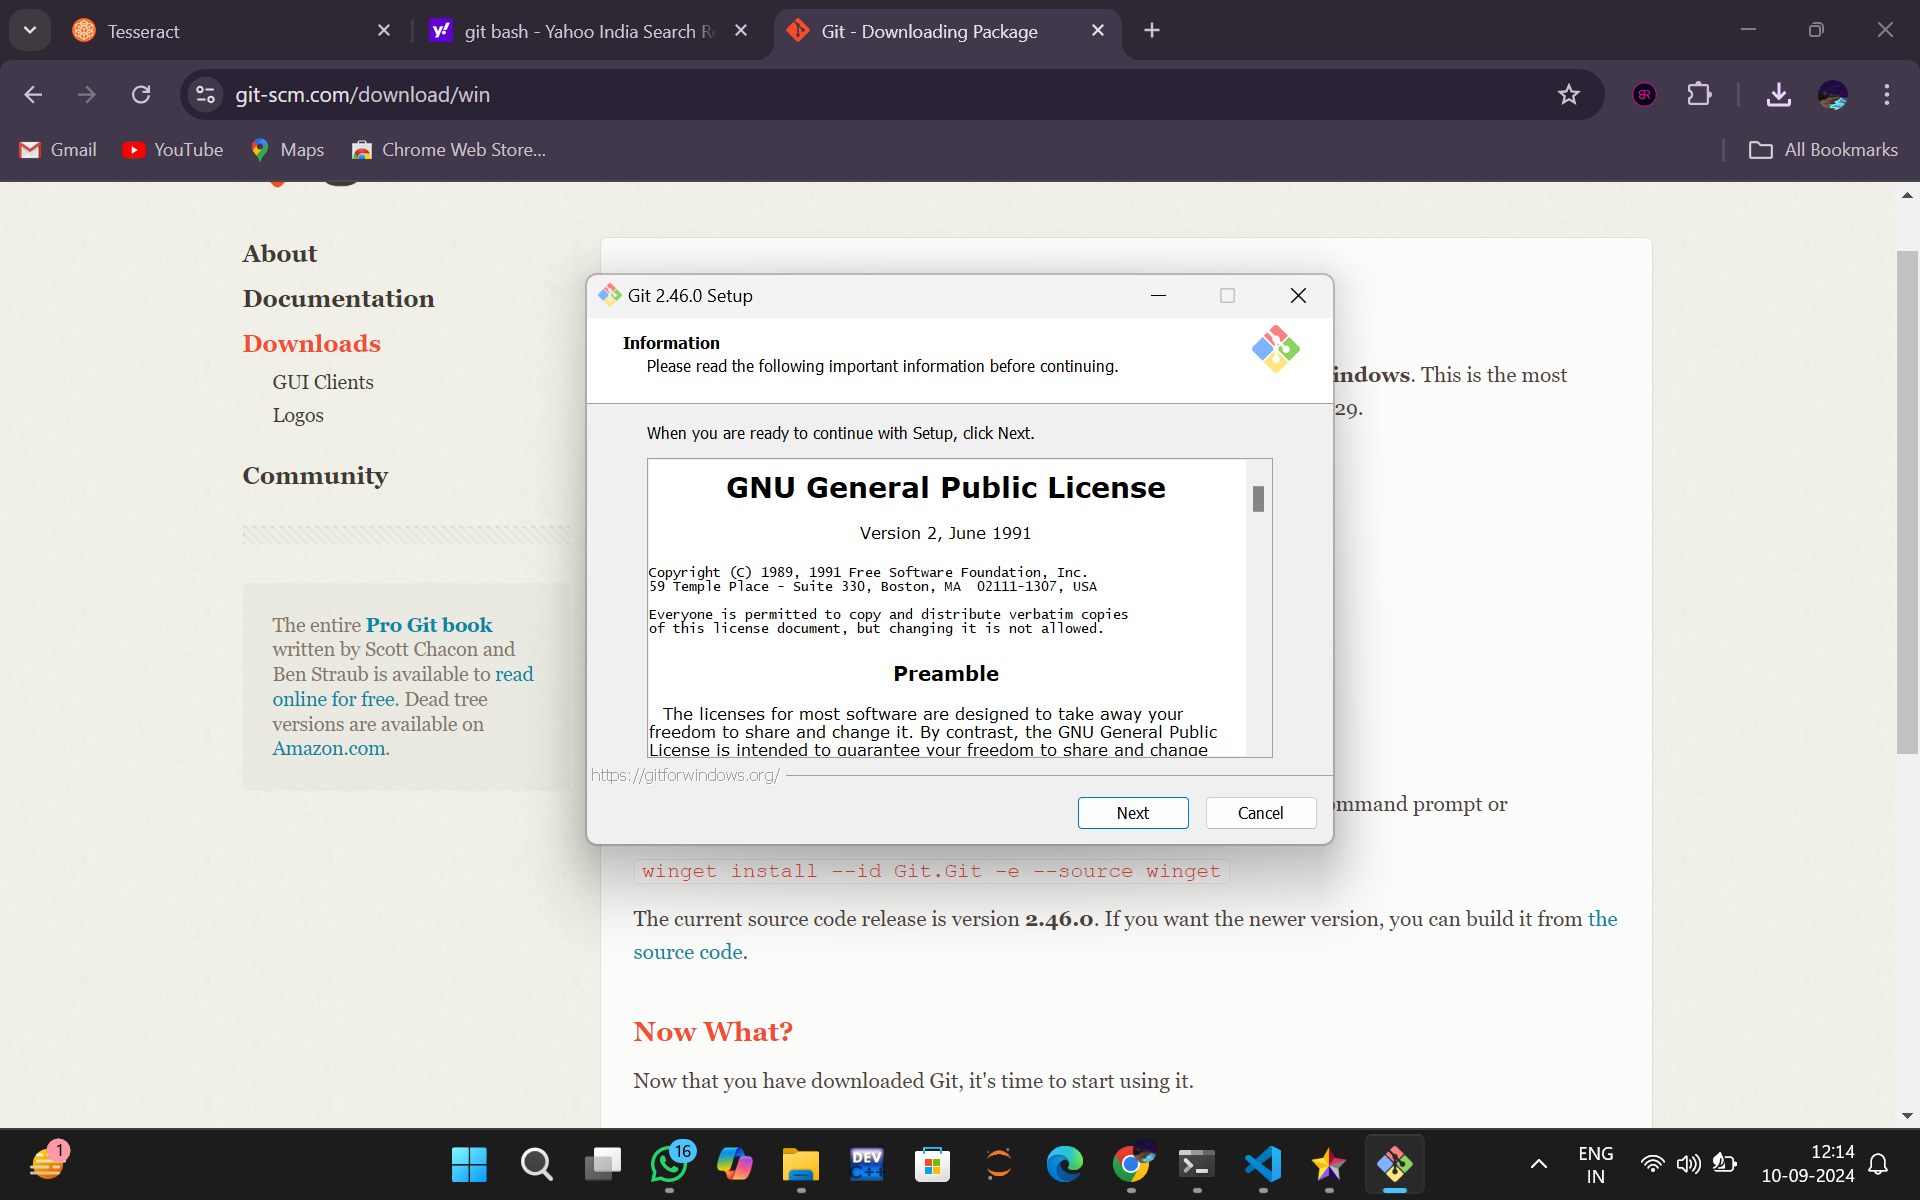 Tesseract
git bash - Yahoo India Search Re
Git - Downloading Package
git-scm.com/download/win
Gmail
YouTube
Maps
Chrome Web Store...
All Bookmarks
About
Documentation
Downloads
GUI Clients
Logos
Community
The entire Pro Git book
written by Scott Chacon and
Ben Straub is available to read
online for free. Dead tree
versions are available on
Amazon.com.
indows. This is the most
29.
Git 2.46.0 Setup
Information
Please read the following important information before continuing.
When you are ready to continue with Setup, click Next.
GNU General Public License
Version 2, June 1991
Copyright (C) 1989, 1991 Free Software Foundation, Inc.
59 Temple Place - Suite 330, Boston, MA  02111-1307, USA
Everyone is permitted to copy and distribute verbatim copies
of this license document, but changing it is not allowed.
Preamble
The licenses for most software are designed to take away your
freedom to share and change it. By contrast, the GNU General Public
License is intended to guarantee your freedom to share and change
https://gitforwindows.org/
Next
Cancel
ommand prompt or
winget install --id Git.Git -e --source winget
The current source code release is version 2.46.0. If you want the newer version, you can build it from the
source code.
Now What?
Now that you have downloaded Git, it's time to start using it.
1
16
DEV
C++
ENG
IN
12:14
10-09-2024